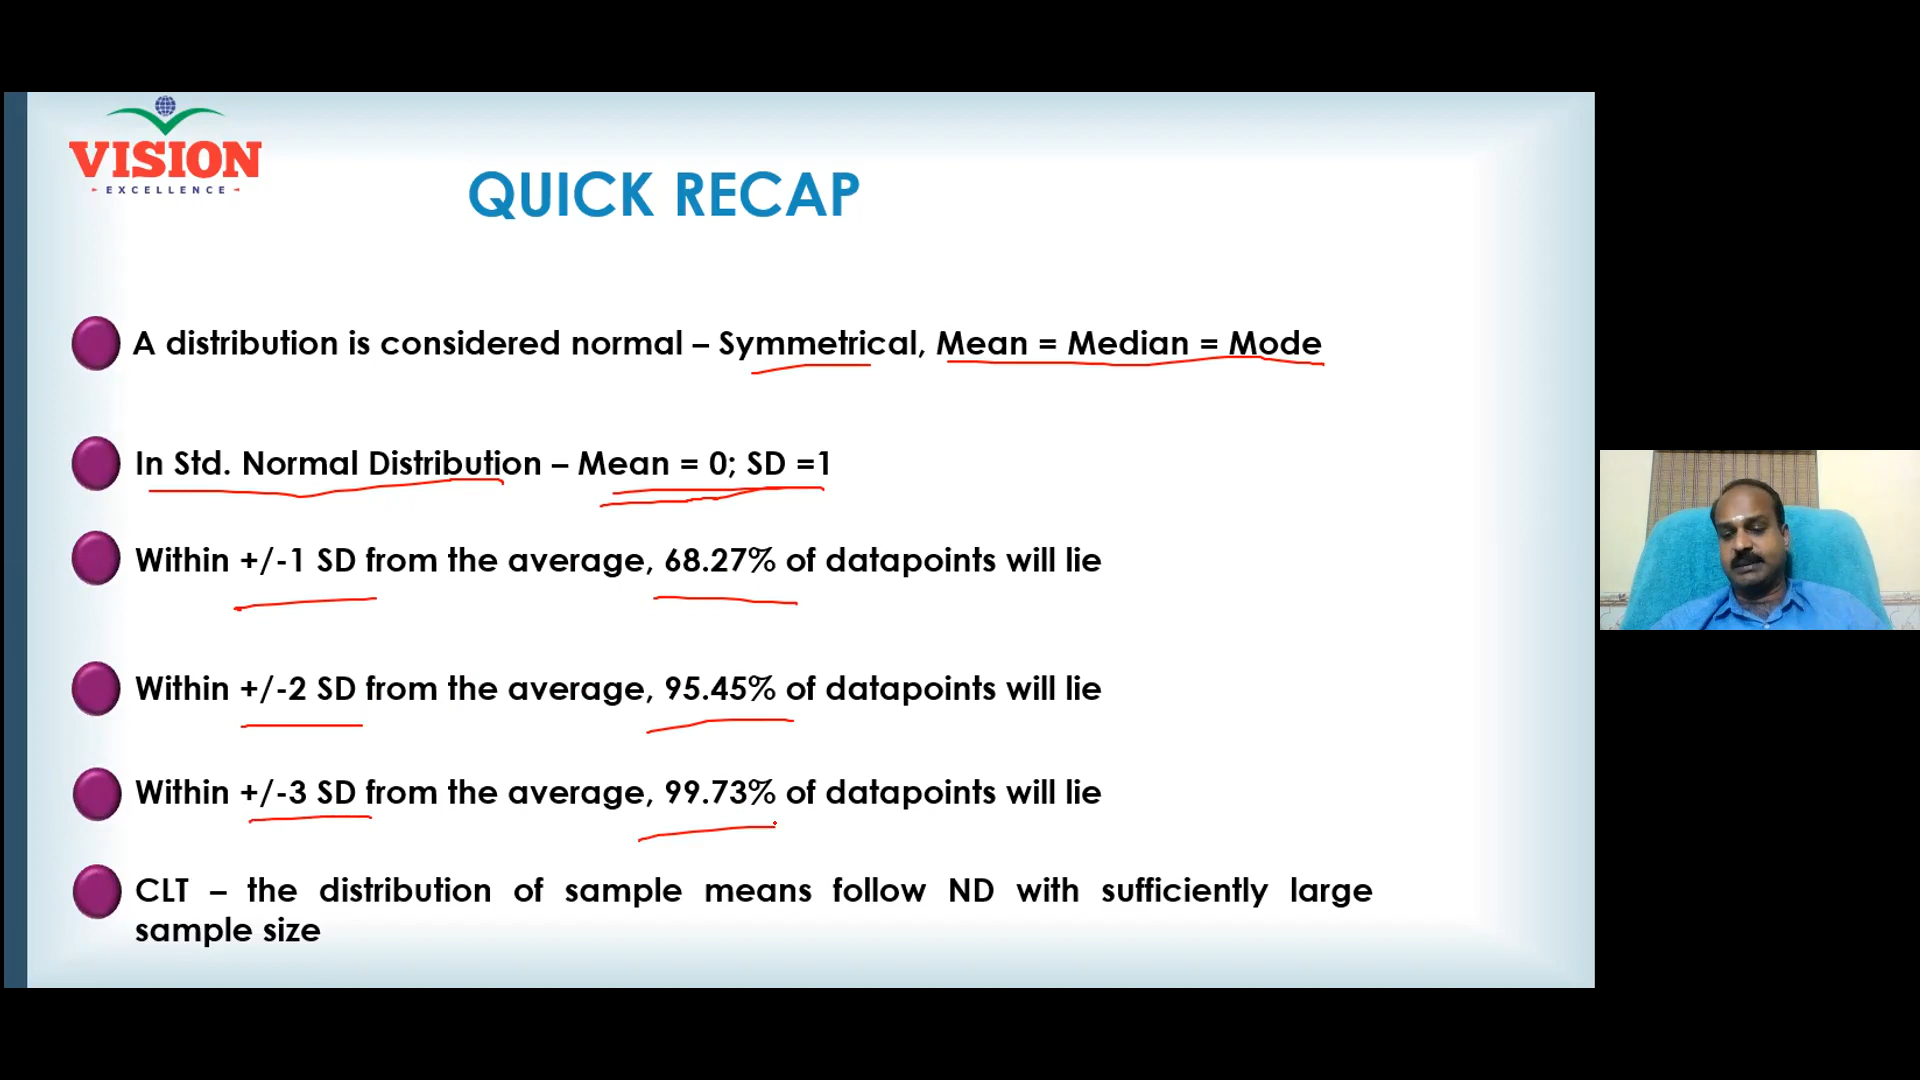 VISION
EXCELLENCE
QUICK RECAP
A distribution is considered normal – Symmetrical, Mean = Median = Mode
In Std. Normal Distribution – Mean = 0; SD =1
Within +/-1 SD from the average, 68.27% of datapoints will lie
Within +/-2 SD from the average, 95.45% of datapoints will lie
Within +/-3 SD from the average, 99.73% of datapoints will lie
CLT – the distribution of sample means follow ND with sufficiently large
sample size